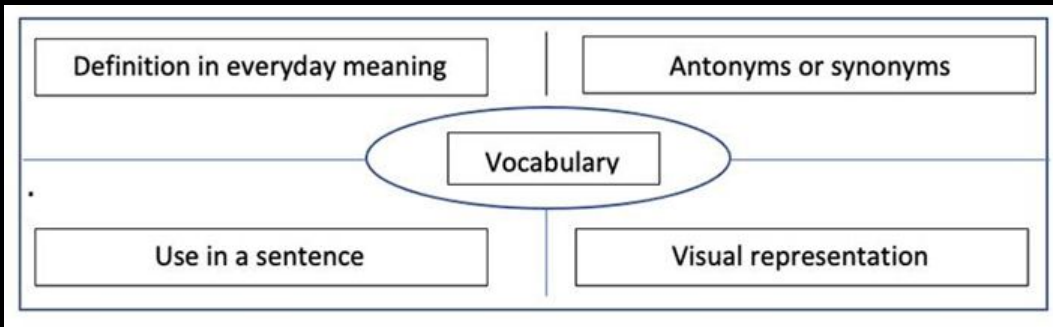 Definition in everyday meaning
Antonyms or synonyms
Vocabulary
.
Use in a sentence
Visual representation